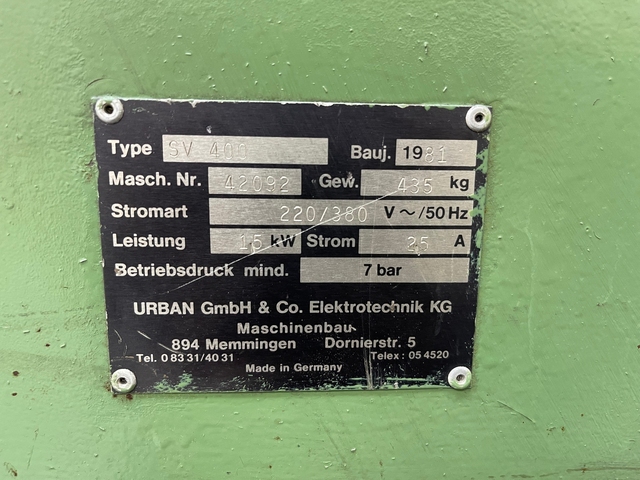 Type SV 400 Bauj. 1981
Masch. Nr. 42092 Gew. 435 kg
Stromart 220/380 V ~/50 Hz
Leistung 15 kW Strom 25 A
Betriebsdruck mind. 7 bar
URBAN GmbH & Co. Elektrotechnik KG
Maschinenbau
894 Memmingen Dornierstr. 5
Tel. 0 83 31/40 31 Telex: 05 4520
Made in Germany